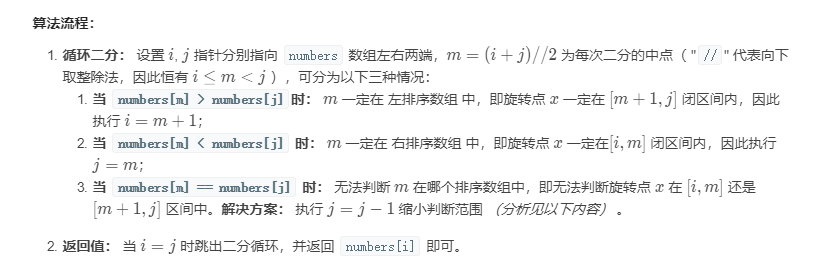 算法流程：
1. 循环二分： 设置 i, j 指针分别指向 numbers 数组左右两端，m = (i + j)//2 为每次二分的中点（ "//" 代表向下
取整除法，因此恒有 i ≤ m < j ），可分为以下三种情况：
1. 当 numbers[m] > numbers[j] 时： m 一定在 左排序数组 中，即旋转点 x 一定在 [m + 1, j] 闭区间内，因此
执行 i = m + 1；
2. 当 numbers[m] < numbers[j] 时： m 一定在 右排序数组 中，即旋转点 x 一定在[i, m] 闭区间内，因此执行
j = m；
3. 当 numbers[m] == numbers[j] 时： 无法判断 m 在哪个排序数组中，即无法判断旋转点 x 在 [i, m] 还是
[m + 1, j] 区间中。解决方案： 执行 j = j − 1 缩小判断范围 （分析见以下内容） 。
2. 返回值： 当 i = j 时跳出二分循环，并返回 numbers[i] 即可。